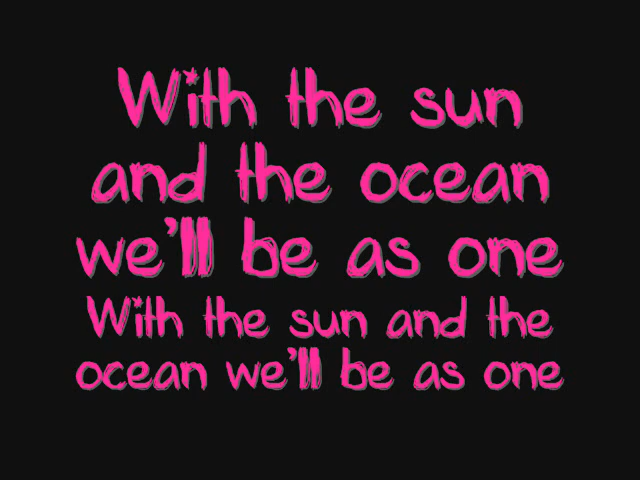 With the sun
and the ocean
we'll be as one
With the sun and the
ocean we'll be as one